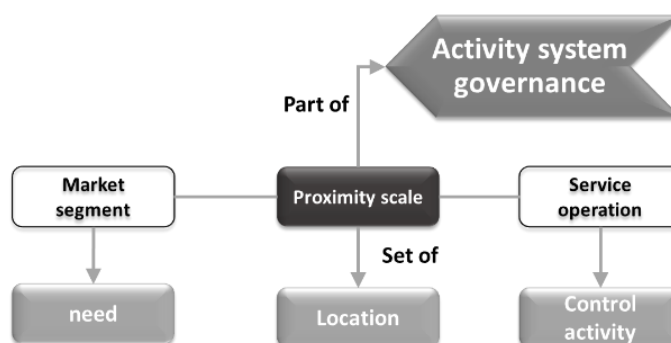 Activity system
governance
Part of
Market
segment
Proximity scale
Service
operation
Set of
need
Location
Control
activity